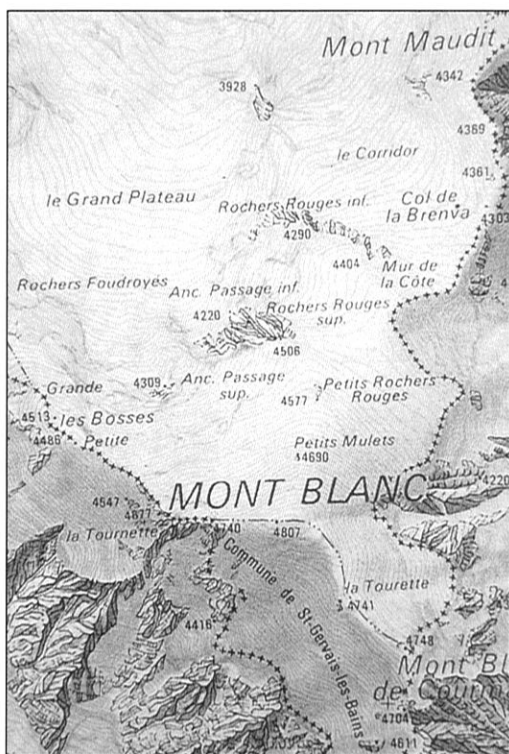 Mont Maudit
4342
3928
4369
le Corridor
4361
le Grand Plateau
Rochers Rouges inf.
Col de
la Brenva
4303
4290
4404
Mur de
la Côte
Rochers Foudroyés
Anc. Passage inf.
4220
Rochers Rouges
sup.
4506
Grande
4309
Anc. Passage
sup.
4577
Petits Rochers
Rouges
4513
les Bosses
4486
Petite
Petits Mulets
4690
4220
MONT BLANC
4547
4677
la Tournette
4740
4807
Commune de St-Gervais-les-Bains
la Tourette
4741
4416
4748
Mont Bl
de Courm
4704
4611